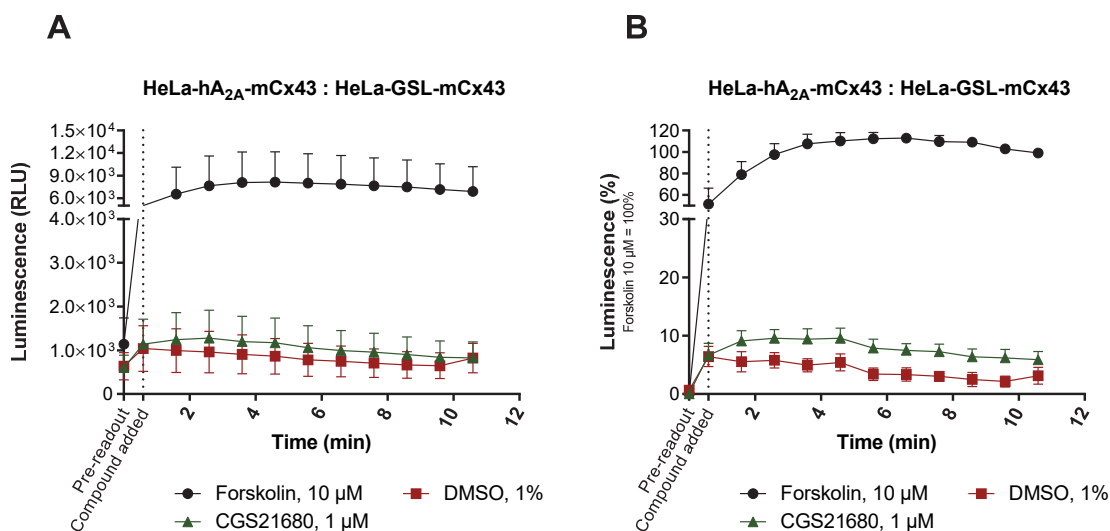 A
HeLa-hA2A-mCx43 : HeLa-GSL-mCx43
Luminescence (RLU)
1.5×10⁴
1.2×10⁴
9.0×10³
6.0×10³
4.0×10³
3.0×10³
2.0×10³
1.0×10³
0
Pre-readout
Compound added
2
4
6
8
10
12
Time (min)
Forskolin, 10 µM
DMSO, 1%
CGS21680, 1 µM
B
HeLa-hA2A-mCx43 : HeLa-GSL-mCx43
Luminescence (%)
Forskolin 10 µM = 100%
120
100
80
60
30
20
10
0
Pre-readout
Compound added
2
4
6
8
10
12
Time (min)
Forskolin, 10 µM
DMSO, 1%
CGS21680, 1 µM